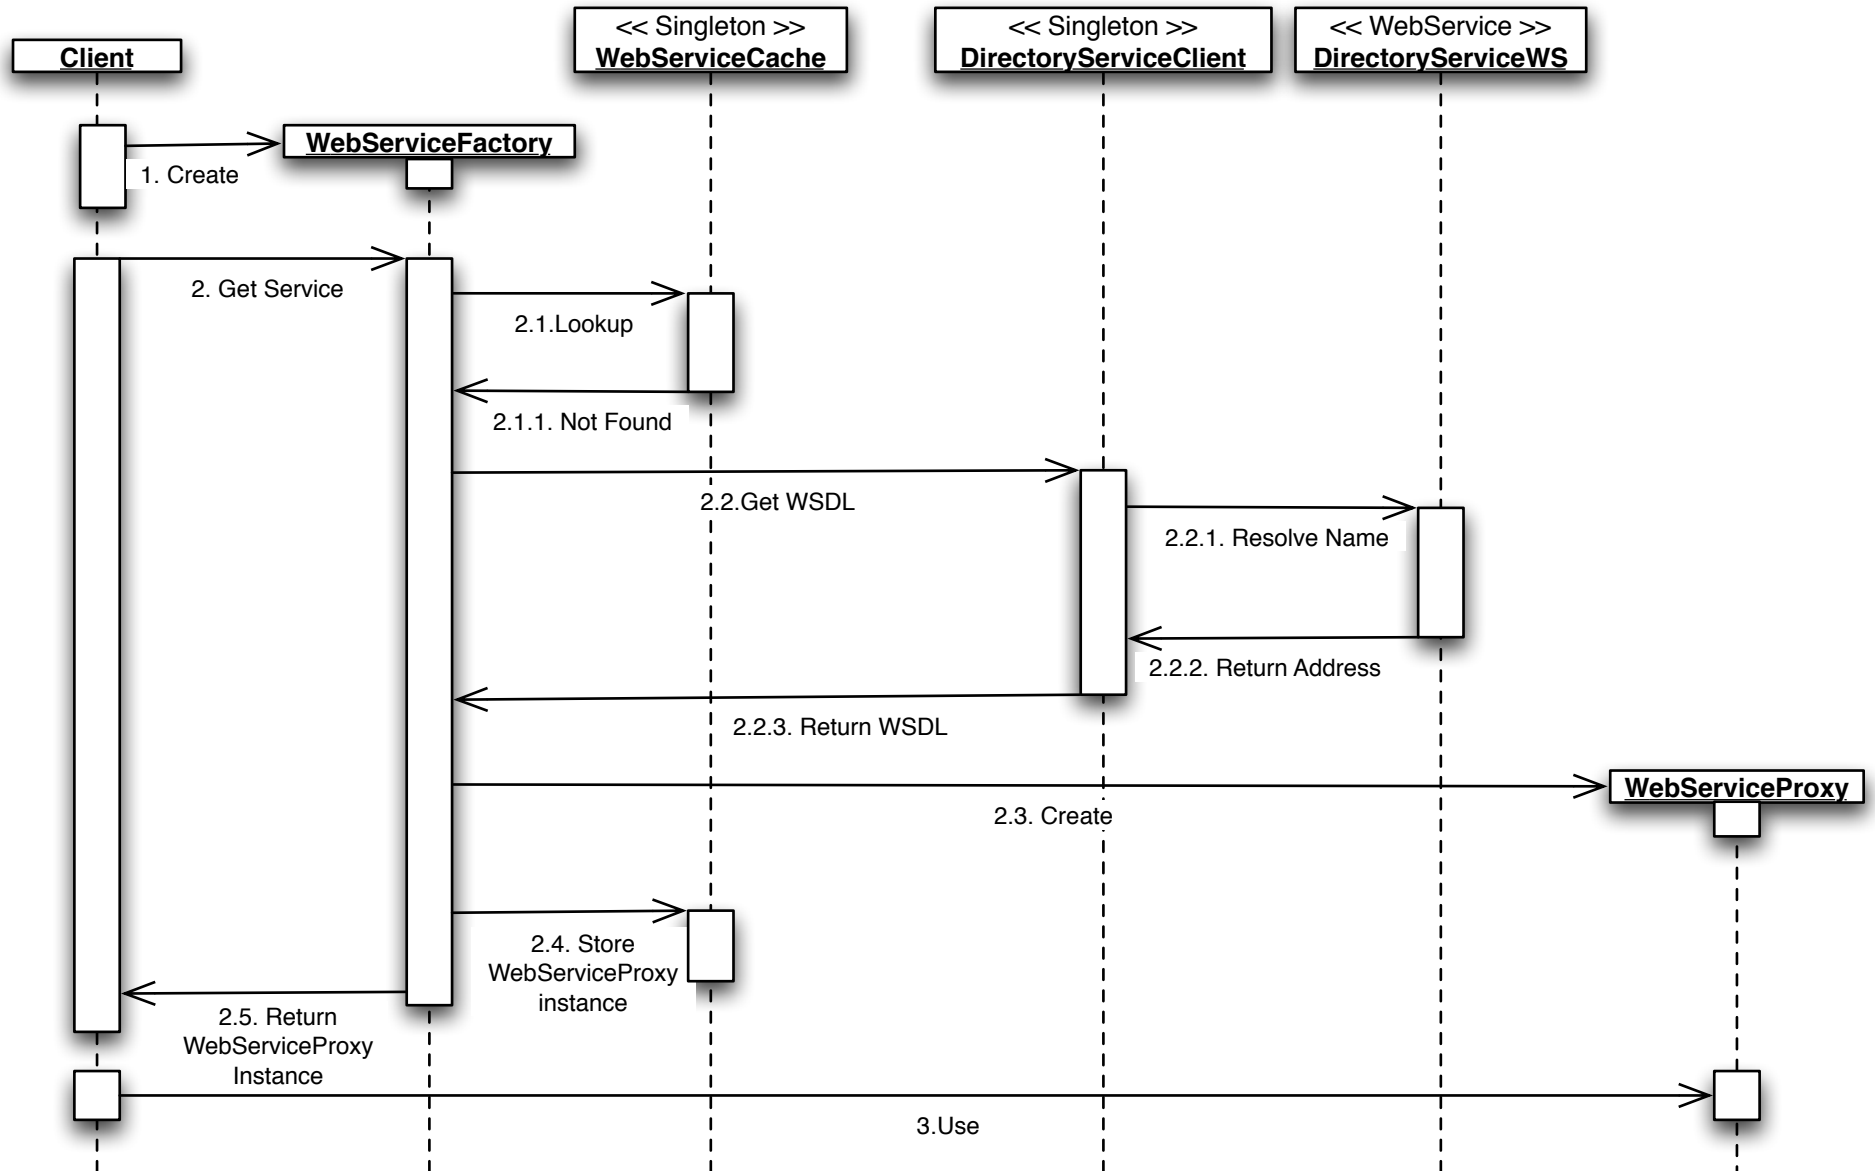 << Singleton >>
WebServiceCache
<< Singleton >>
DirectoryServiceClient
<< WebService >>
DirectoryServiceWS
Client
WebServiceFactory
1. Create
2. Get Service
2.1.Lookup
2.1.1. Not Found
2.2.Get WSDL
2.2.1. Resolve Name
2.2.2. Return Address
2.2.3. Return WSDL
WebServiceProxy
2.3. Create
2.4. Store
WebServiceProxy
instance
2.5. Return
WebServiceProxy
Instance
3.Use